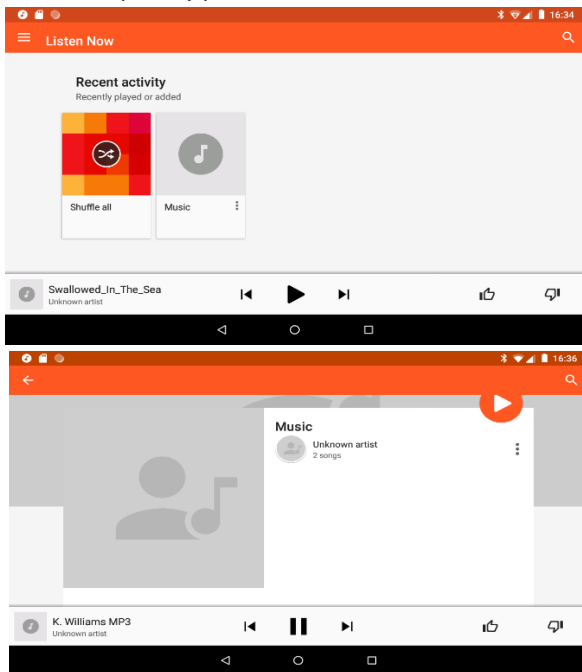 16:34
Listen Now
Recent activity
Recently played or added
Shuffle all
Music
Swallowed_In_The_Sea
Unknown artist
16:36
Music
Unknown artist
2 songs
K. Williams MP3
Unknown artist